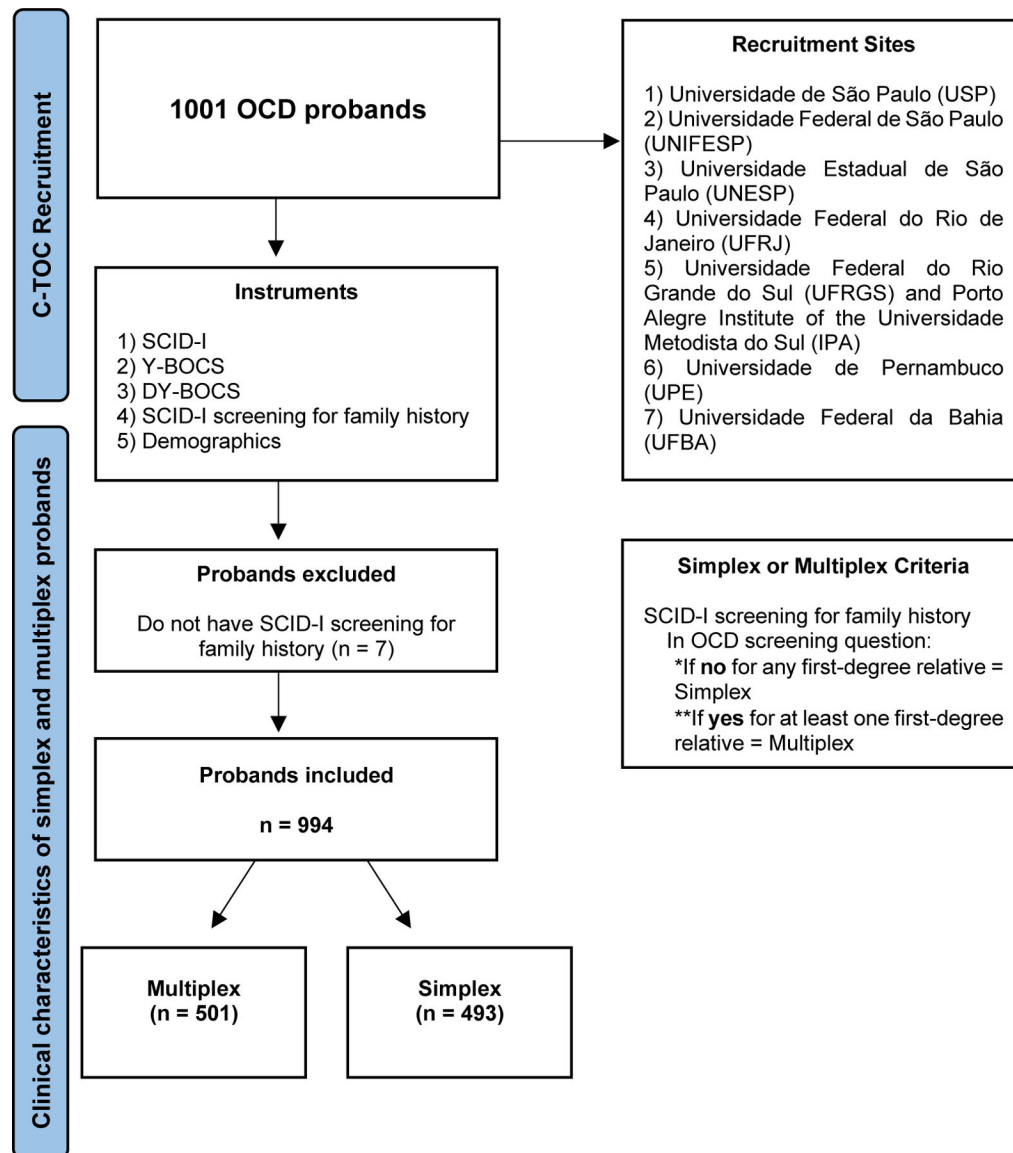 C-TOC Recruitment
1001 OCD probands
Recruitment Sites
1) Universidade de São Paulo (USP)
2) Universidade Federal de São Paulo
(UNIFESP)
3) Universidade Estadual de São
Paulo (UNESP)
4) Universidade Federal do Rio de
Janeiro (UFRJ)
5) Universidade Federal do Rio
Grande do Sul (UFRGS) and Porto
Alegre Institute of the Universidade
Metodista do Sul (IPA)
6) Universidade de Pernambuco
(UPE)
7) Universidade Federal da Bahia
(UFBA)
Instruments
1) SCID-I
2) Y-BOCS
3) DY-BOCS
4) SCID-I screening for family history
5) Demographics
Clinical characteristics of simplex and multiplex probands
Probands excluded
Do not have SCID-I screening for
family history (n = 7)
Simplex or Multiplex Criteria
SCID-I screening for family history
In OCD screening question:
*If no for any first-degree relative =
Simplex
**If yes for at least one first-degree
relative = Multiplex
Probands included
n = 994
Multiplex
(n = 501)
Simplex
(n = 493)